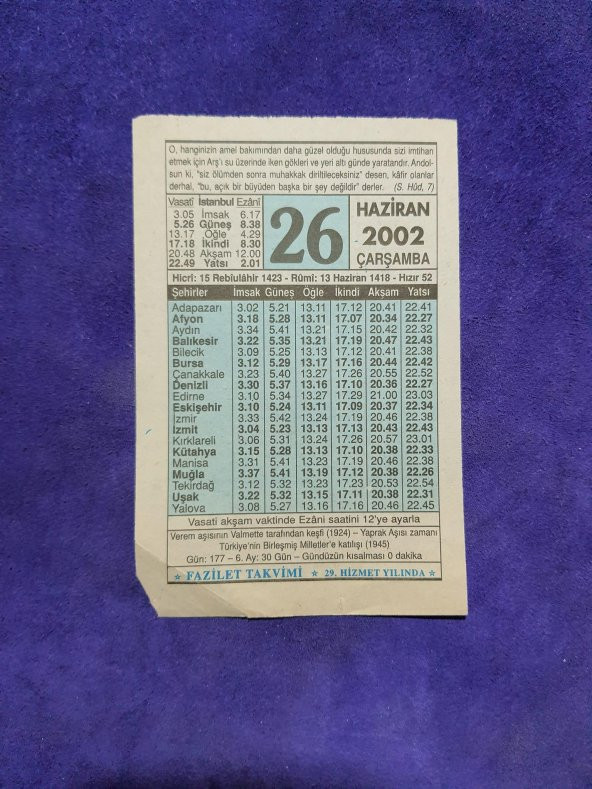 O, hanginizin amel bakımından daha güzel olduğu hususunda sizi imtihan
etmek için Arş'ı su üzerinde iken gökleri ve yeri altı günde yaratandır. Andol-
sun ki, "siz ölümden sonra muhakkak diriltileceksiniz" desen, kâfir olanlar
derhal, "bu, açık bir büyüden başka bir şey değildir" derler. (S. Hûd, 7)
Vasatî İstanbul Ezânî
3.05 İmsak 6.17
5.26 Güneş 8.38
13.17 Öğle 4.29
17.18 İkindi 8.30
20.48 Akşam 12.00
22.49 Yatsı 2.01
26
HAZİRAN
2002
ÇARŞAMBA
Hicrî: 15 Rebîulâhir 1423 - Rûmî: 13 Haziran 1418 - Hızır 52
Şehirler İmsak Güneş Öğle İkindi Akşam Yatsı
Adapazarı 3.02 5.21 13.11 17.12 20.41 22.41
Afyon 3.18 5.28 13.11 17.07 20.34 22.27
Aydın 3.34 5.41 13.21 17.15 20.42 22.32
Balıkesir 3.22 5.35 13.21 17.19 20.47 22.43
Bilecik 3.09 5.25 13.13 17.12 20.41 22.38
Bursa 3.12 5.29 13.17 17.16 20.44 22.42
Çanakkale 3.23 5.40 13.27 17.26 20.55 22.52
Denizli 3.30 5.37 13.16 17.10 20.36 22.27
Edirne 3.10 5.34 13.27 17.29 21.00 23.03
Eskişehir 3.10 5.24 13.11 17.09 20.37 22.34
İzmir 3.33 5.42 13.24 17.19 20.46 22.38
İzmit 3.04 5.23 13.13 17.13 20.43 22.43
Kırklareli 3.06 5.31 13.24 17.26 20.57 23.01
Kütahya 3.15 5.28 13.13 17.10 20.38 22.33
Manisa 3.31 5.41 13.23 17.19 20.46 22.38
Muğla 3.37 5.41 13.19 17.12 20.38 22.26
Tekirdağ 3.12 5.32 13.23 17.23 20.53 22.54
Uşak 3.22 5.32 13.15 17.11 20.38 22.31
Yalova 3.08 5.27 13.16 17.16 20.46 22.45
Vasatî akşam vaktinde Ezânî saatini 12'ye ayarla
Verem aşısının Valmette tarafından keşfi (1924) – Yaprak Aşısı zamanı
Türkiye'nin Birleşmiş Milletler'e katılışı (1945)
Gün: 177 – 6. Ay: 30 Gün – Gündüzün kısalması 0 dakika
★ FAZİLET TAKVİMİ ★ 29. HİZMET YILINDA ★